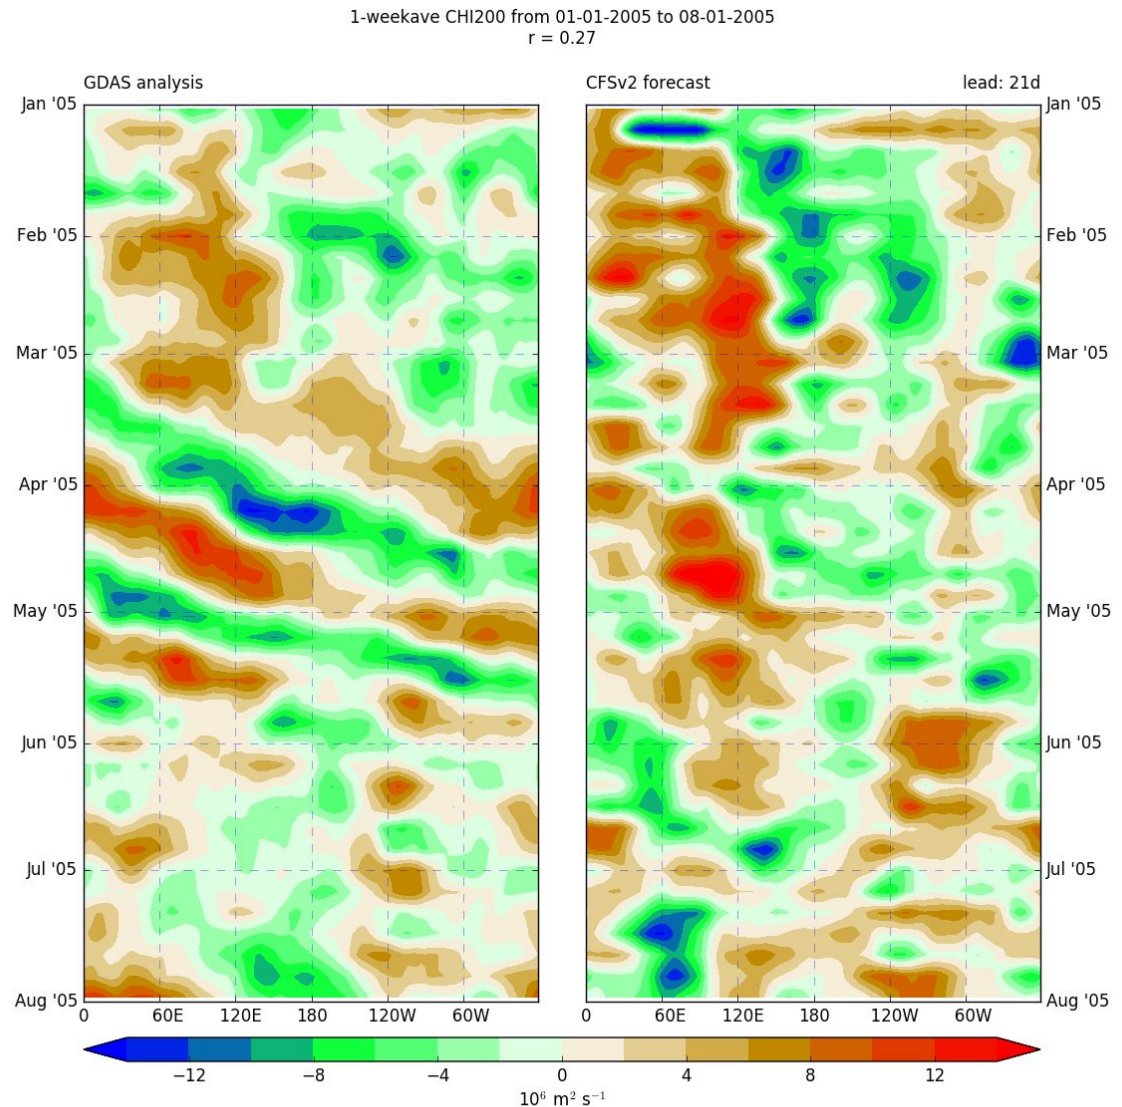 1-weekave CHI200 from 01-01-2005 to 08-01-2005
r = 0.27
GDAS analysis
CFSv2 forecast lead: 21d
Jan '05 Jan '05
Feb '05 Feb '05
Mar '05 Mar '05
Apr '05 Apr '05
May '05 May '05
Jun '05 Jun '05
Jul '05 Jul '05
Aug '05 Aug '05
0 60E 120E 180 120W 60W 0 60E 120E 180 120W 60W
−12 −8 −4 0 4 8 12
10⁶ m² s⁻¹